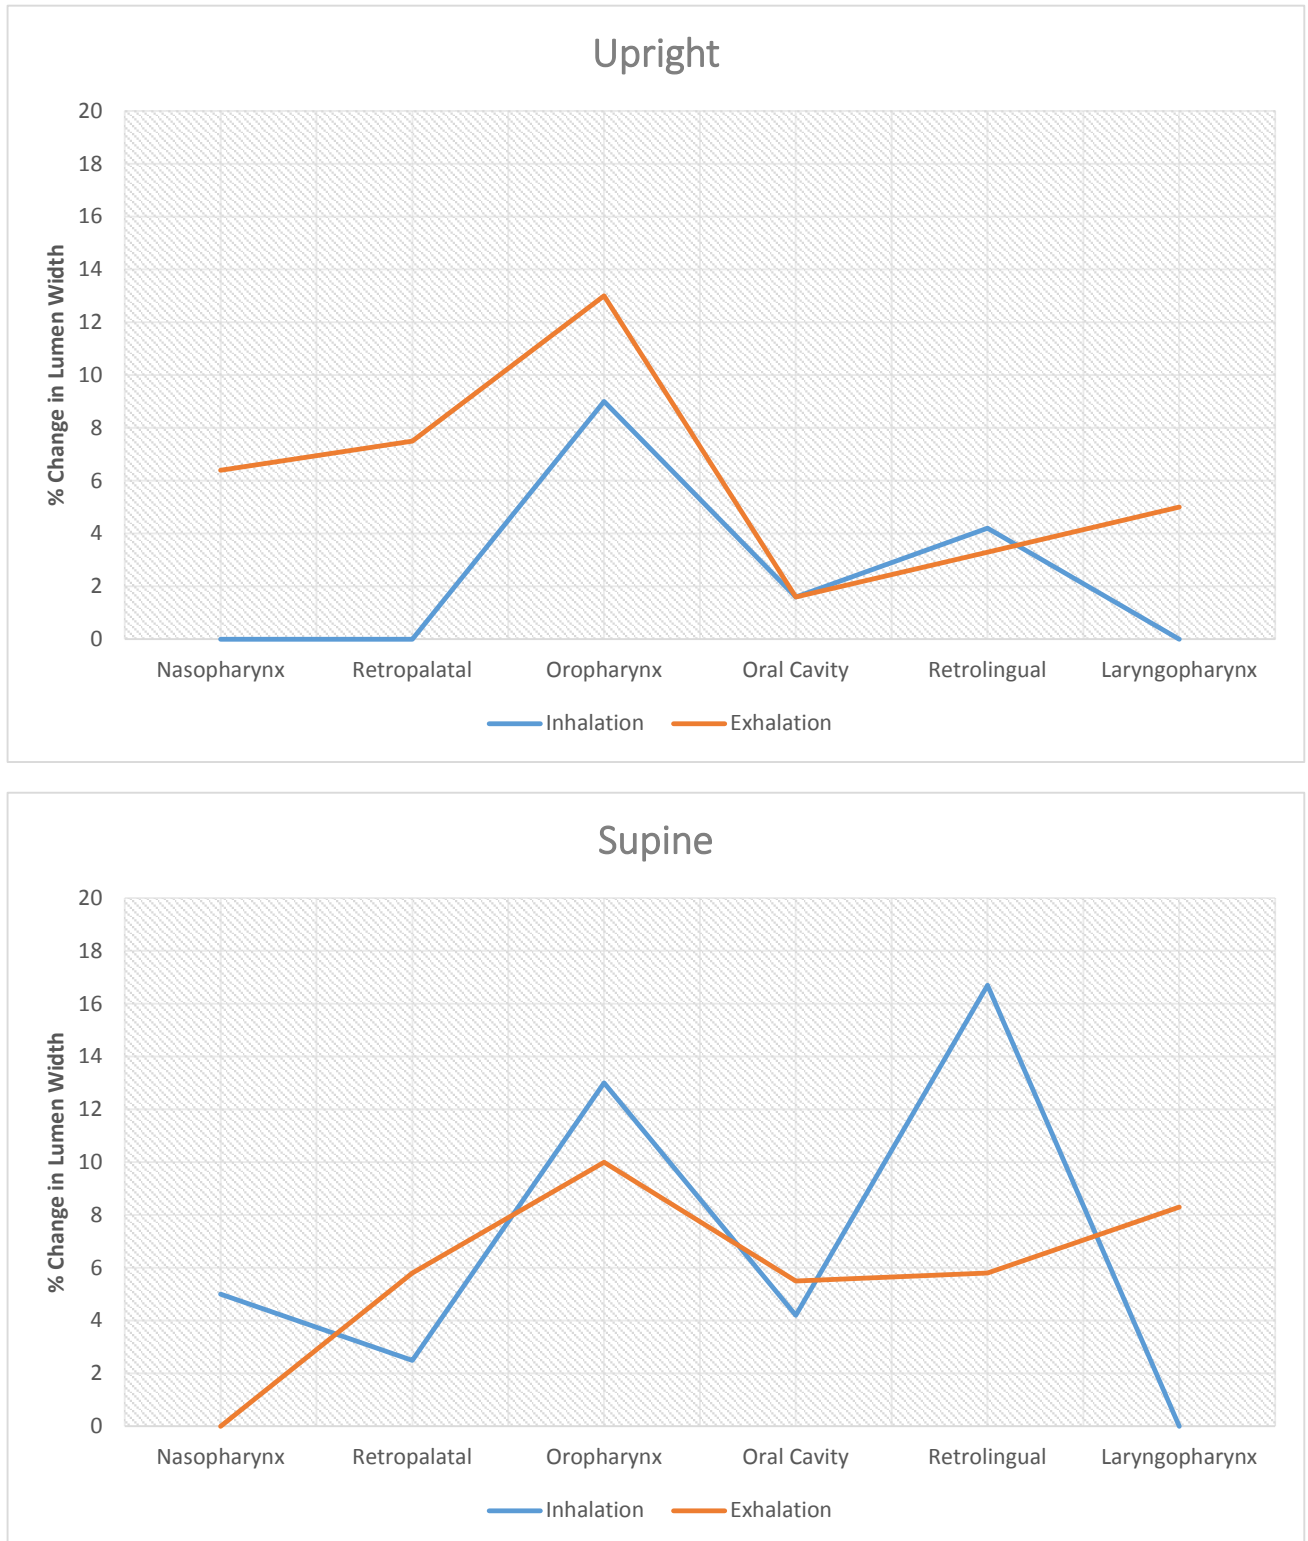 Upright
% Change in Lumen Width
20
18
16
14
12
10
8
6
4
2
0
Nasopharynx Retropalatal Oropharynx Oral Cavity Retrolingual Laryngopharynx
Inhalation Exhalation
Supine
% Change in Lumen Width
20
18
16
14
12
10
8
6
4
2
0
Nasopharynx Retropalatal Oropharynx Oral Cavity Retrolingual Laryngopharynx
Inhalation Exhalation